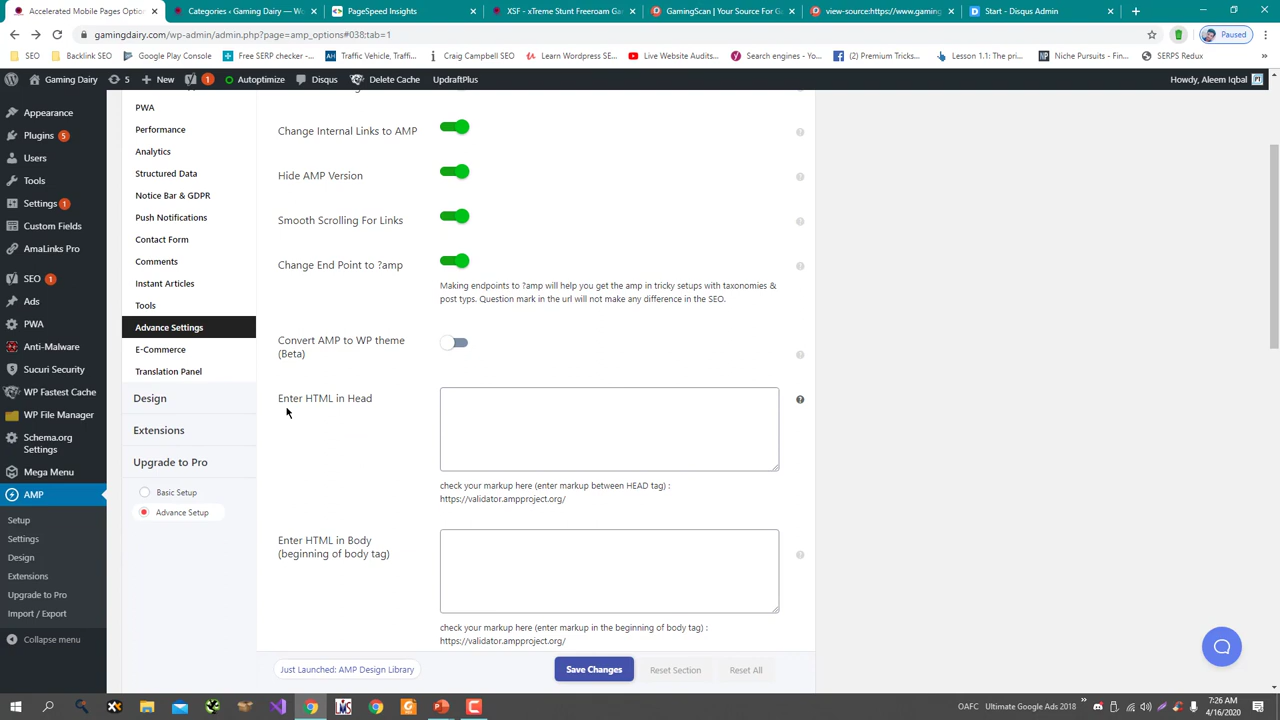 Accelerated Mobile Pages Optio
Categories ‹ Gaming Dairy — W
PageSpeed Insights
XSF - xTreme Stunt Freeroam Ga
GamingScan | Your Source For G
view-source:https://www.gaming
Start - Disqus Admin
gamingdairy.com/wp-admin/admin.php?page=amp_options#038;tab=1
Paused
SEO
Backlink SEO
Google Play Console
Free SERP checker -...
Traffic Vehicle, Traffi...
Craig Campbell SEO
Learn Wordpress SE...
Live Website Audits...
Search engines - Yo...
(2) Premium Tricks...
Lesson 1.1: The pri...
Niche Pursuits - Fin...
SERPS Redux
Gaming Dairy
5
New
1
Autoptimize
Disqus
Delete Cache
UpdraftPlus
Howdy, Aleem Iqbal
Appearance
Plugins 5
Users
Tools
Settings 1
Custom Fields
AmaLinks Pro
SEO 1
Ads
PWA
Anti-Malware
Sucuri Security
WP Fastest Cache
WP File Manager
Schema.org
Settings
Mega Menu
AMP
Setup
Settings
Design
Extensions
Upgrade to Pro
Import / Export
Collapse menu
PWA
Performance
Analytics
Structured Data
Notice Bar & GDPR
Push Notifications
Contact Form
Comments
Instant Articles
Tools
Advance Settings
E-Commerce
Translation Panel
Design
Extensions
Upgrade to Pro
Basic Setup
Advance Setup
Change Internal Links to AMP
Hide AMP Version
Smooth Scrolling For Links
Change End Point to ?amp
Making endpoints to ?amp will help you get the amp in tricky setups with taxonomies &
post typs. Question mark in the url will not make any difference in the SEO.
Convert AMP to WP theme
(Beta)
Enter HTML in Head
check your markup here (enter markup between HEAD tag) :
https://validator.ampproject.org/
Enter HTML in Body
(beginning of body tag)
check your markup here (enter markup in the beginning of body tag) :
https://validator.ampproject.org/
Just Launched: AMP Design Library
Save Changes
Reset Section
Reset All
OAFC
Ultimate Google Ads 2018
7:26 AM
4/16/2020